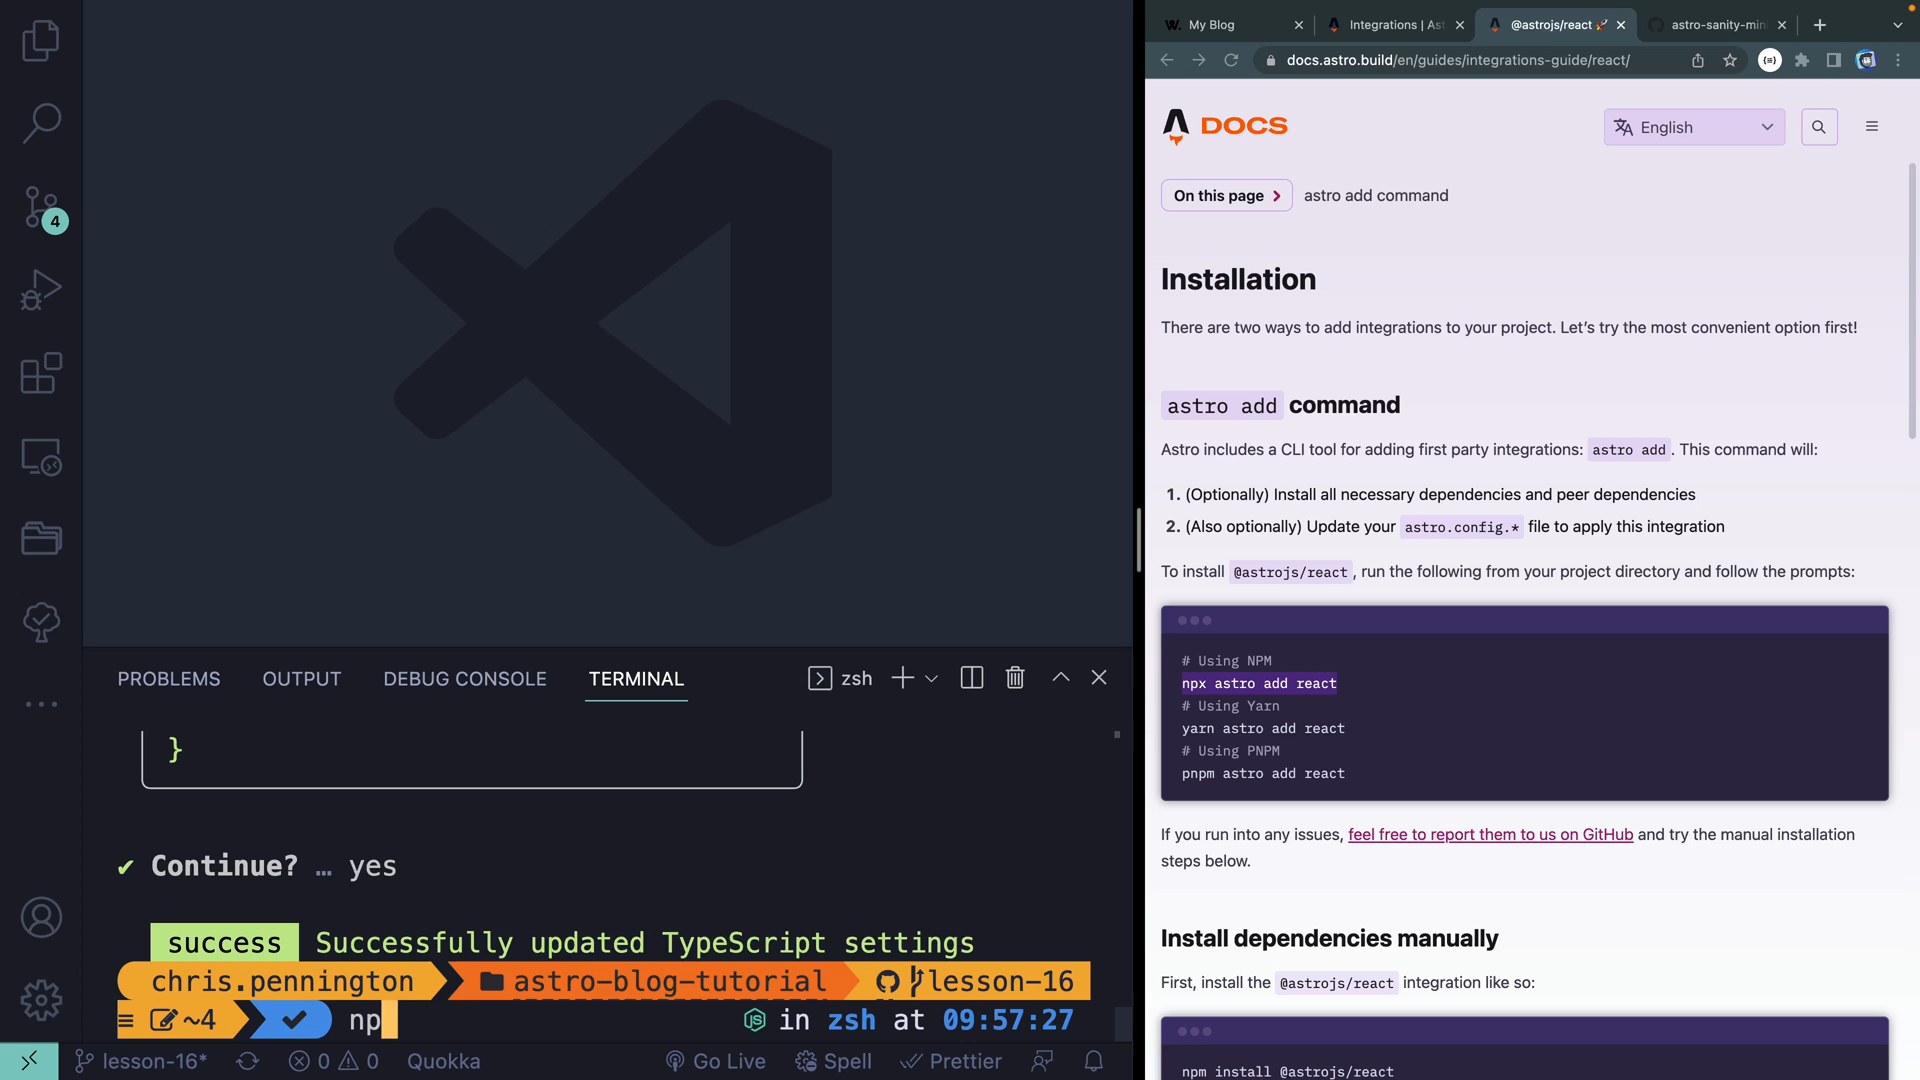 4
PROBLEMS OUTPUT DEBUG CONSOLE TERMINAL zsh
}
✔ Continue? … yes
success Successfully updated TypeScript settings
chris.pennington astro-blog-tutorial lesson-16
~4 np in zsh at 09:57:27
lesson-16* 0 0 Quokka Go Live Spell Prettier
My Blog Integrations | Ast @astrojs/react astro-sanity-min
docs.astro.build/en/guides/integrations-guide/react/
DOCS English
On this page astro add command
Installation
There are two ways to add integrations to your project. Let’s try the most convenient option first!
astro add command
Astro includes a CLI tool for adding first party integrations: astro add. This command will:
1. (Optionally) Install all necessary dependencies and peer dependencies
2. (Also optionally) Update your astro.config.* file to apply this integration
To install @astrojs/react, run the following from your project directory and follow the prompts:
# Using NPM
npx astro add react
# Using Yarn
yarn astro add react
# Using PNPM
pnpm astro add react
If you run into any issues, feel free to report them to us on GitHub and try the manual installation
steps below.
Install dependencies manually
First, install the @astrojs/react integration like so:
npm install @astrojs/react